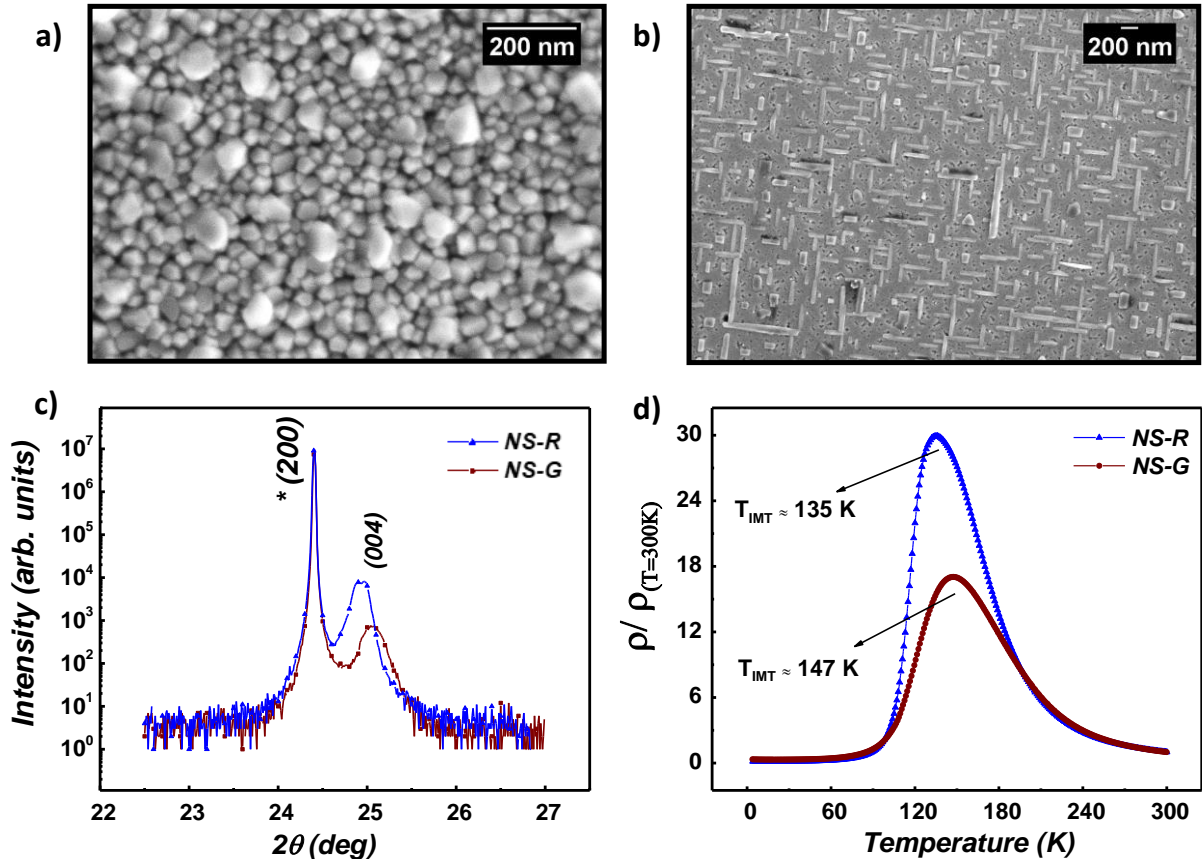 a)
200 nm
b)
200 nm
c)
Intensity (arb. units)
10⁷
10⁶
10⁵
10⁴
10³
10²
10¹
10⁰
* (200)
(004)
NS-R
NS-G
22
23
24
25
26
27
2θ (deg)
d)
ρ/ ρ(T=300K)
30
24
18
12
6
0
T_IMT ≈ 135 K
T_IMT ≈ 147 K
NS-R
NS-G
0
60
120
180
240
300
Temperature (K)